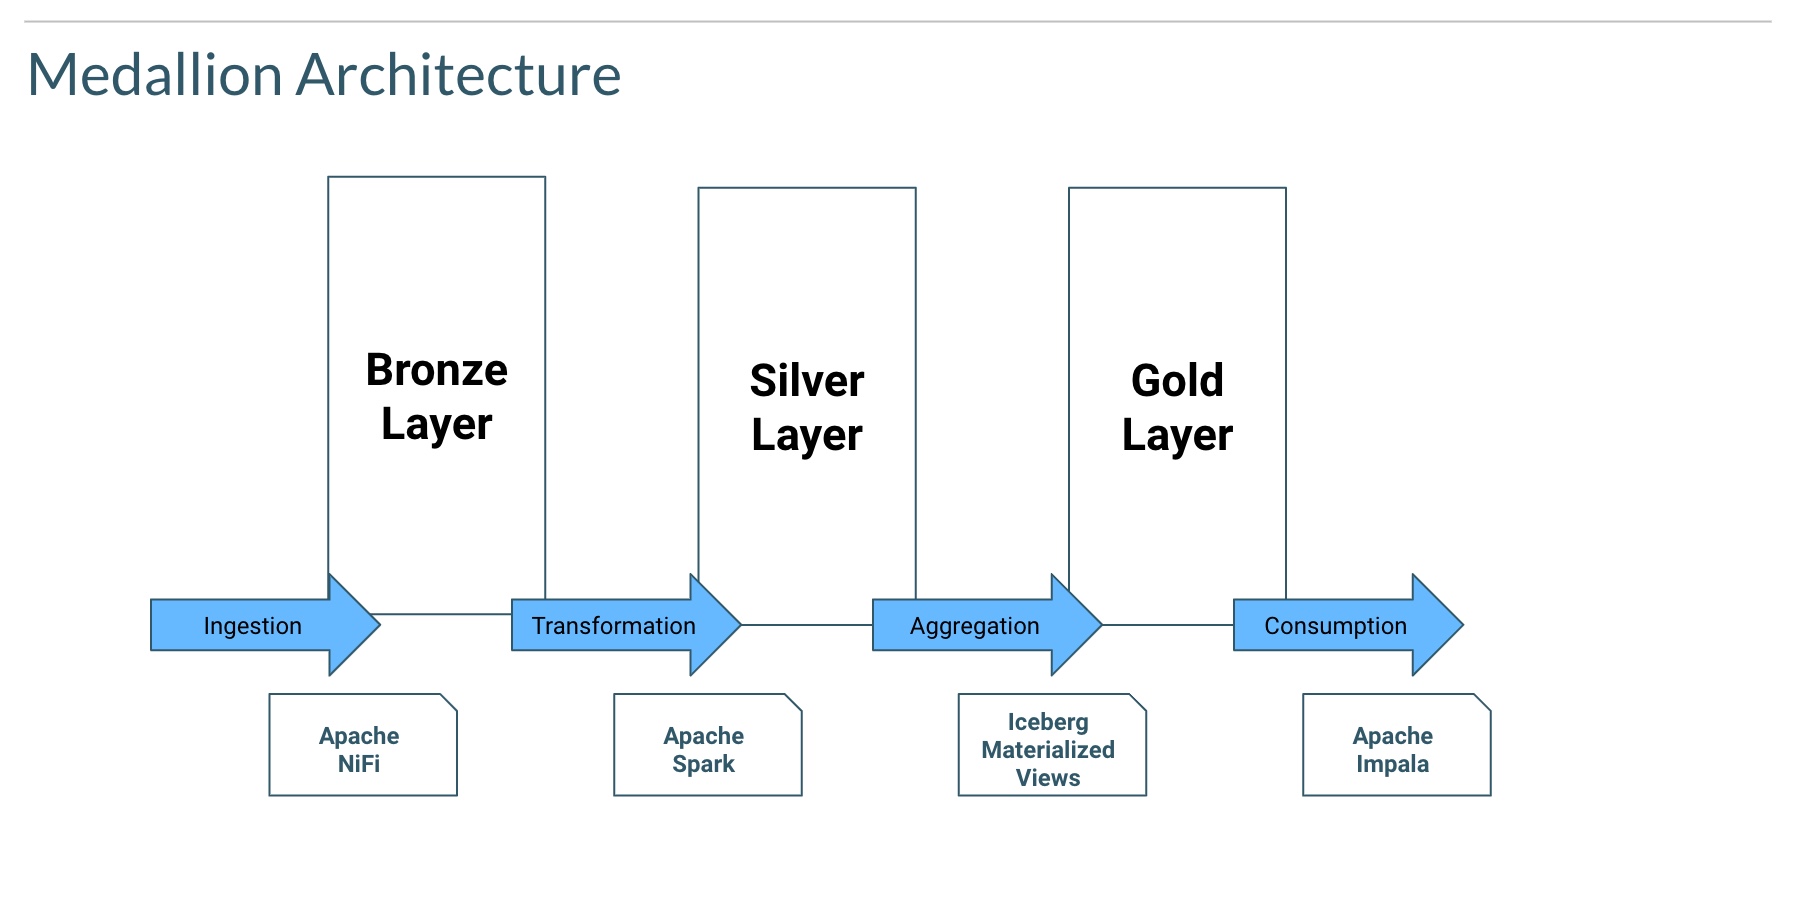 Medallion Architecture
Bronze
Layer
Silver
Layer
Gold
Layer
Ingestion
Transformation
Aggregation
Consumption
Apache
NiFi
Apache
Spark
Iceberg
Materialized
Views
Apache
Impala